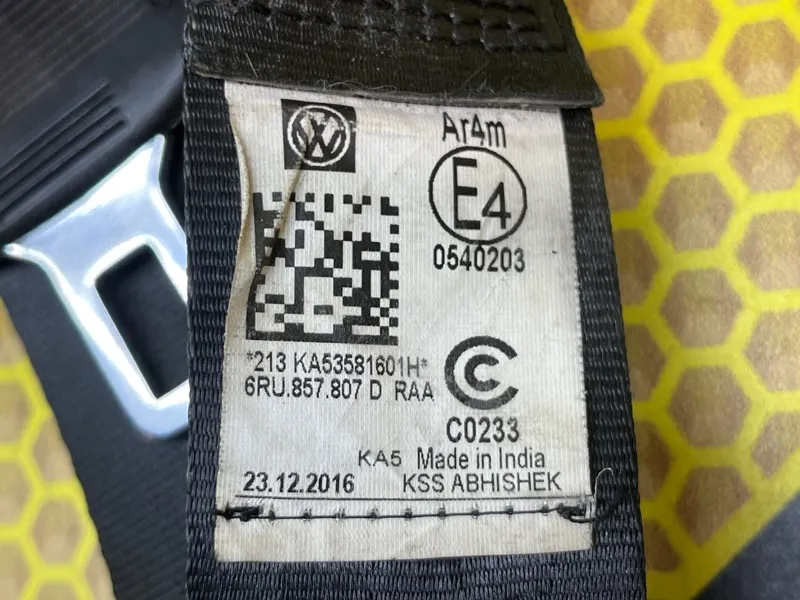 Ar4m
E4
0540203
*213 KA53581601H*
6RU.857.807 D RAA
C0233
KA5 Made in India
23.12.2016 KSS ABHISHEK